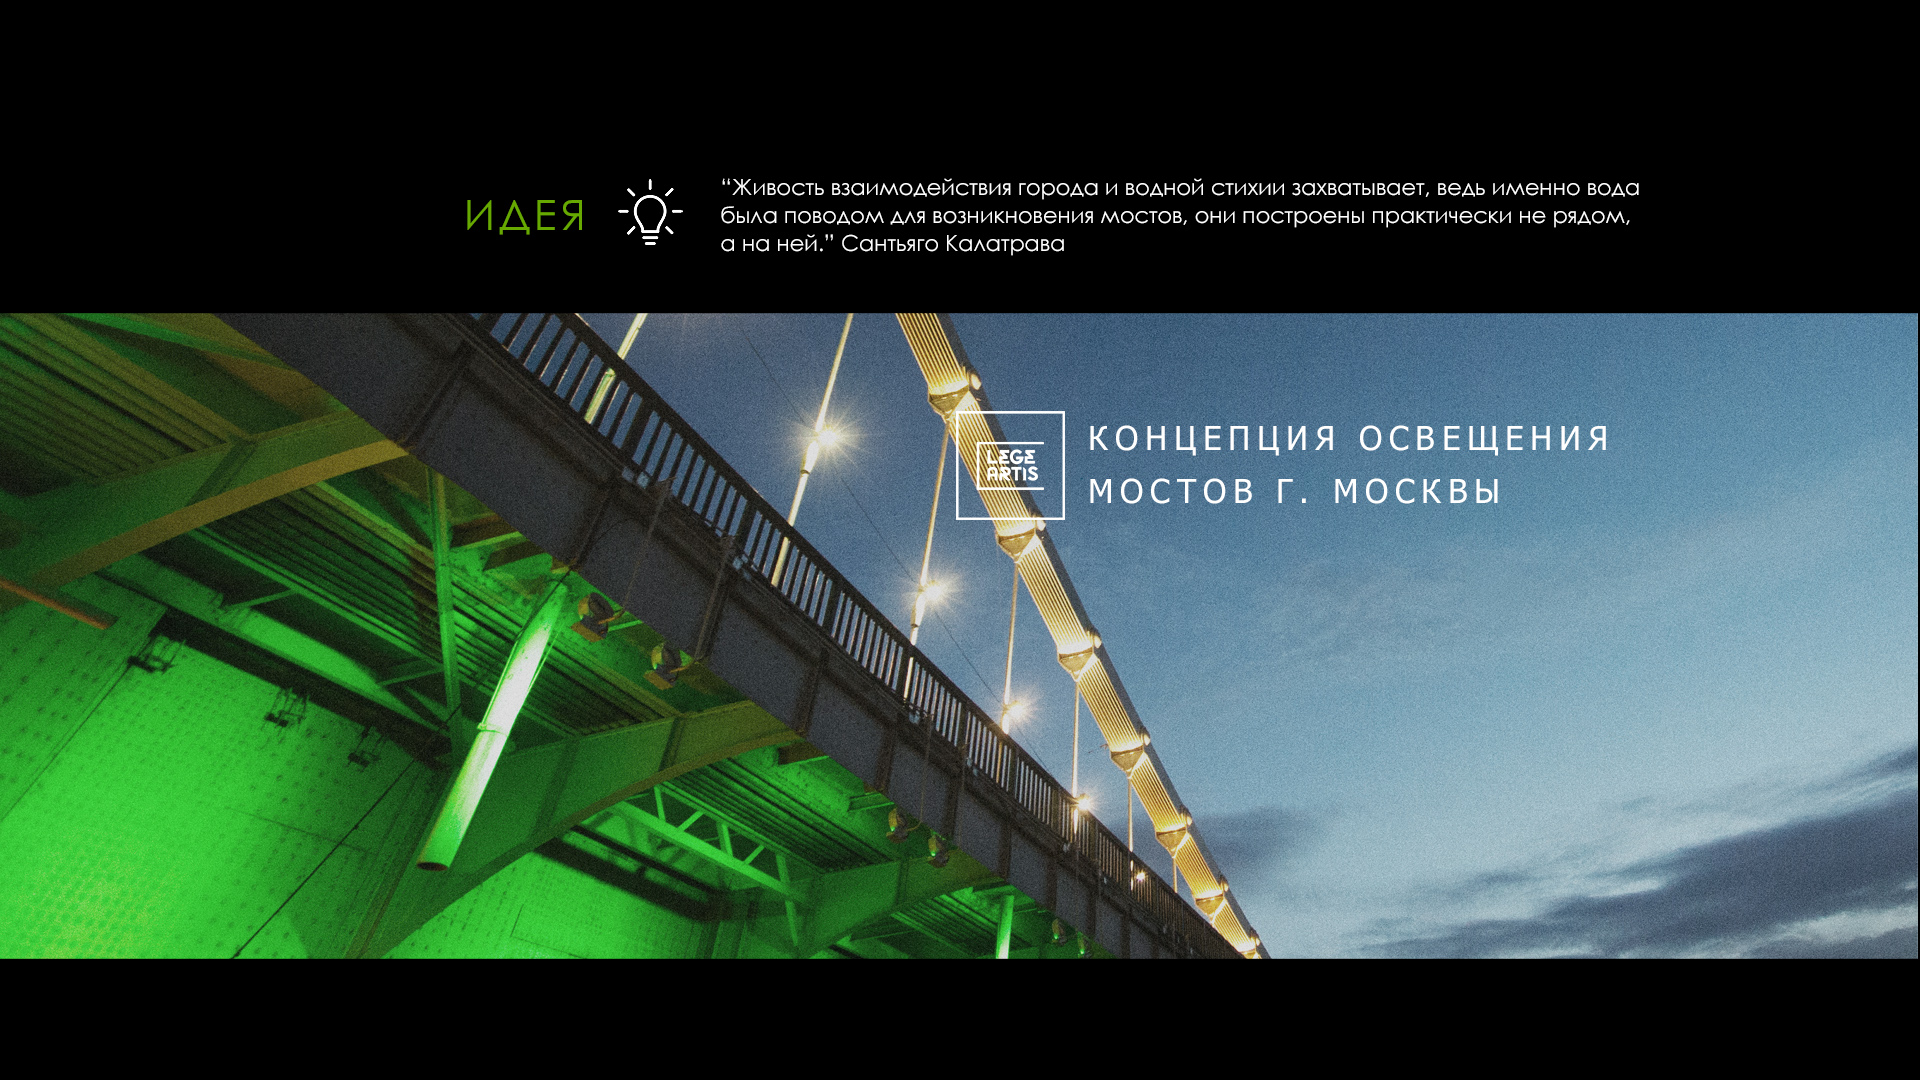 ИДЕЯ
“Живость взаимодействия города и водной стихии захватывает, ведь именно вода
была поводом для возникновения мостов, они построены практически не рядом,
а на ней.” Сантьяго Калатрава
LEGE
ARTIS
КОНЦЕПЦИЯ ОСВЕЩЕНИЯ
МОСТОВ Г. МОСКВЫ